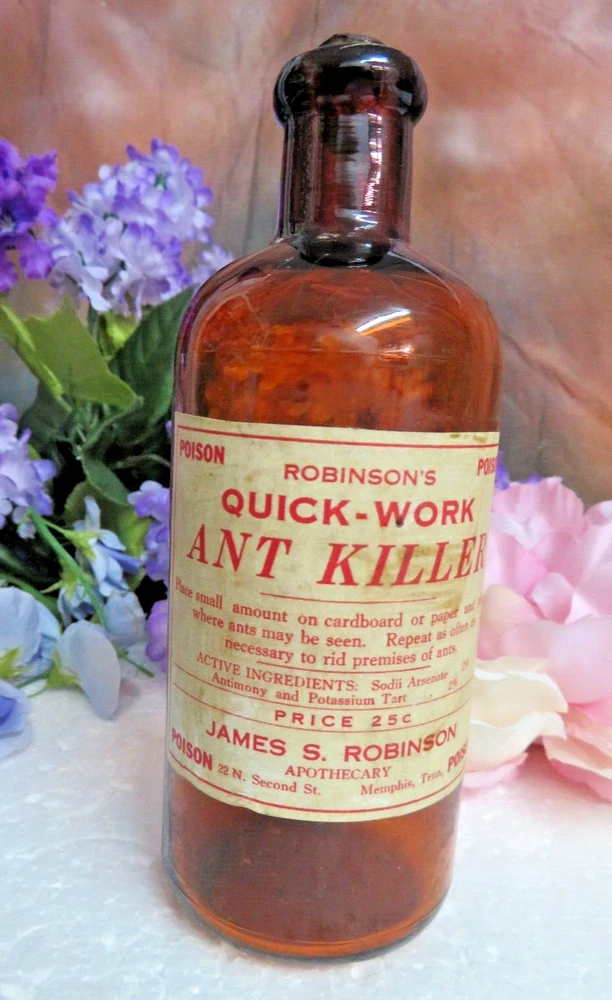 POISON
ROBINSON'S
QUICK-WORK
ANT KILLER
Place small amount on cardboard or paper and
where ants may be seen. Repeat as often as
necessary to rid premises of ants.
ACTIVE INGREDIENTS: Sodii Arsenate
Antimony and Potassium Tart
PRICE 25c
JAMES S. ROBINSON
POISON APOTHECARY
22 N. Second St. Memphis, Tenn.